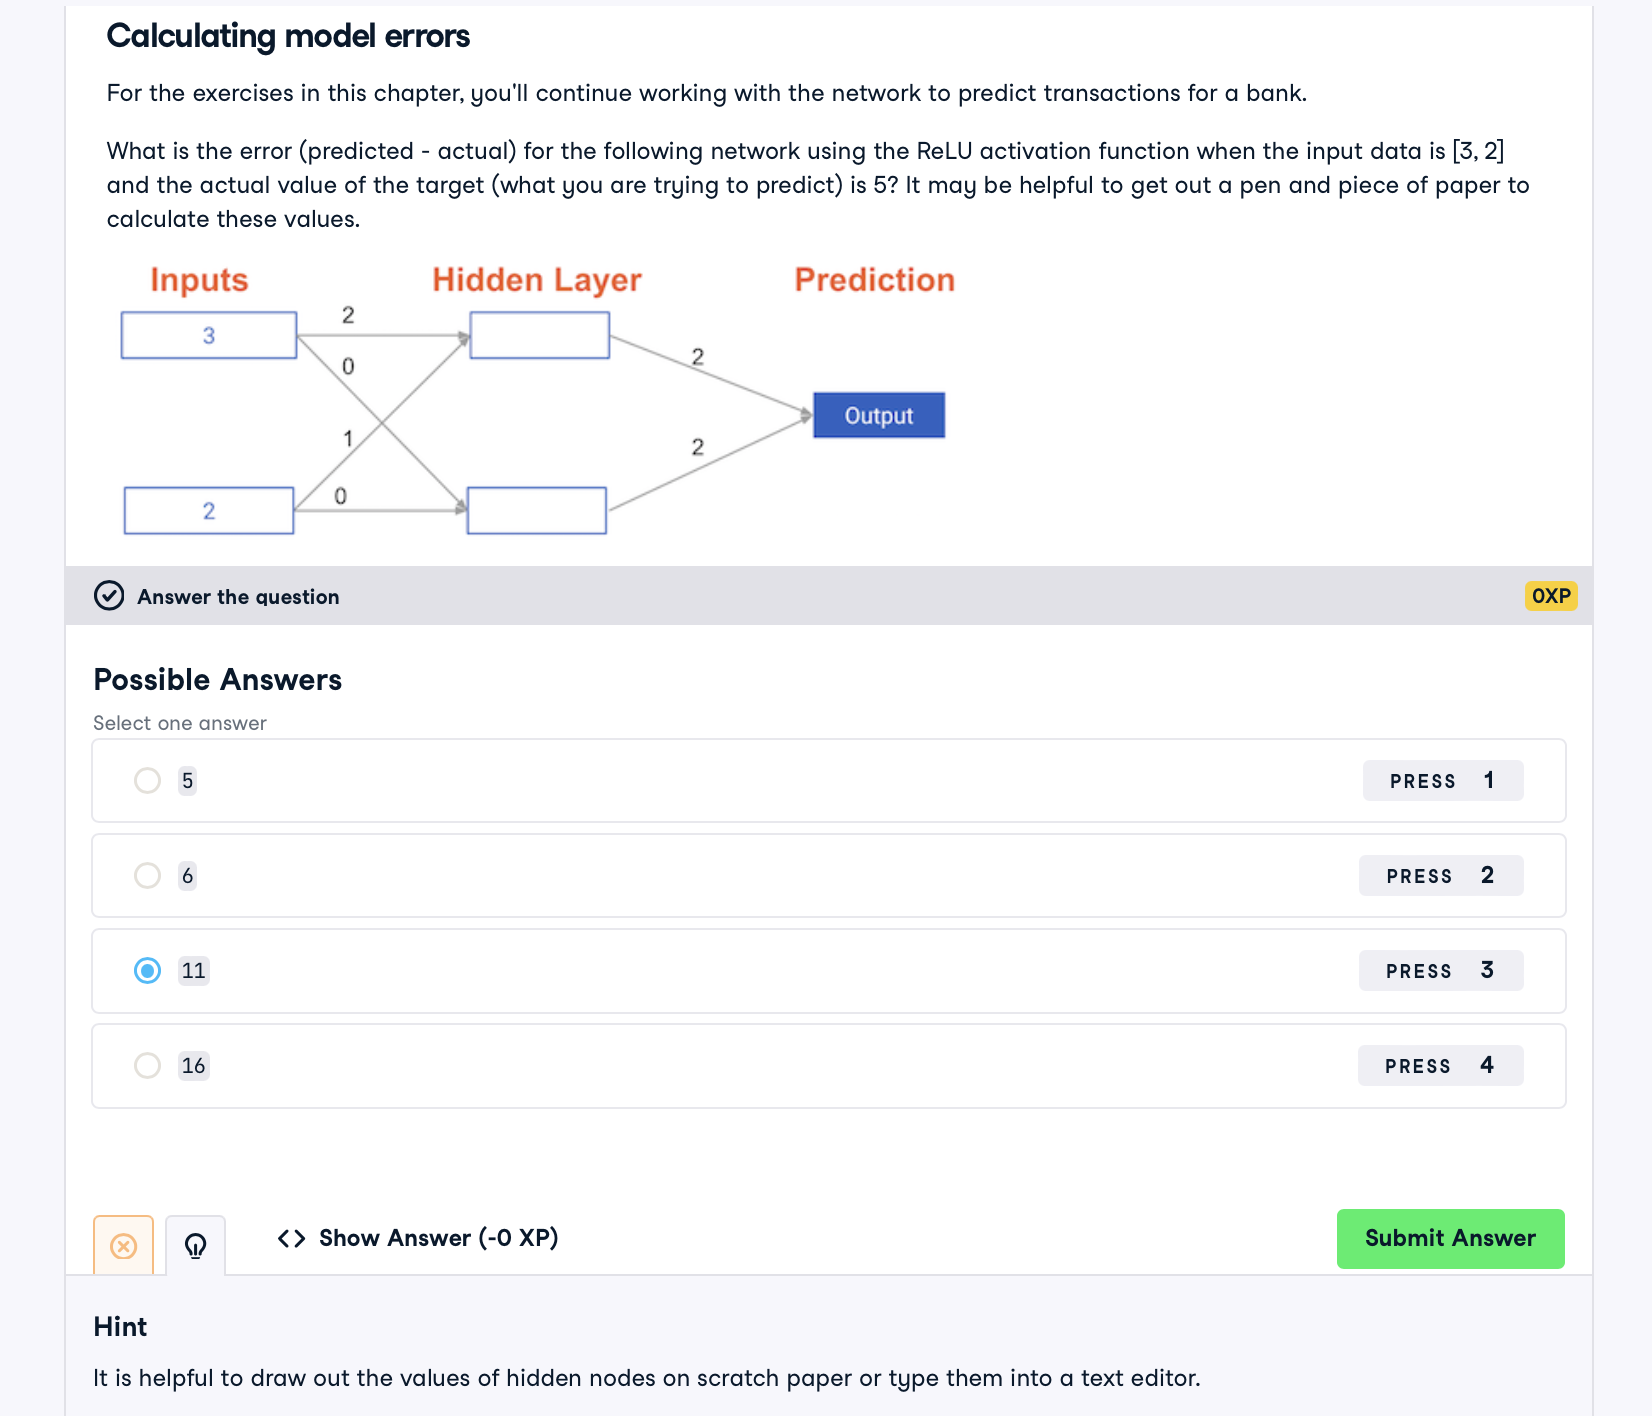 Calculating model errors
For the exercises in this chapter, you'll continue working with the network to predict transactions for a bank.
What is the error (predicted - actual) for the following network using the ReLU activation function when the input data is [3, 2]
and the actual value of the target (what you are trying to predict) is 5? It may be helpful to get out a pen and piece of paper to
calculate these values.
Inputs Hidden Layer Prediction
2
3
0
2
Output
1
2
0
2
Answer the question 0XP
Possible Answers
Select one answer
5 PRESS 1
6 PRESS 2
11 PRESS 3
16 PRESS 4
<> Show Answer (-0 XP) Submit Answer
Hint
It is helpful to draw out the values of hidden nodes on scratch paper or type them into a text editor.